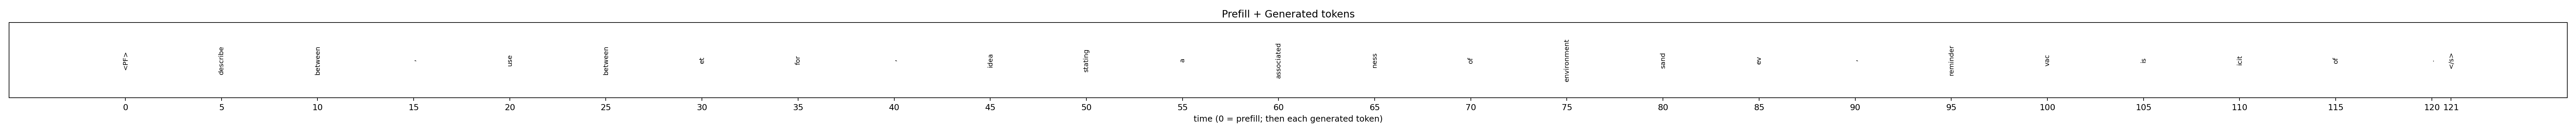 Prefill + Generated tokens
<PF> describe between - use between et for - idea stating a associated ness of environment sand ev - reminder vac is icit of . </s>
0 5 10 15 20 25 30 35 40 45 50 55 60 65 70 75 80 85 90 95 100 105 110 115 120 121
time (0 = prefill; then each generated token)